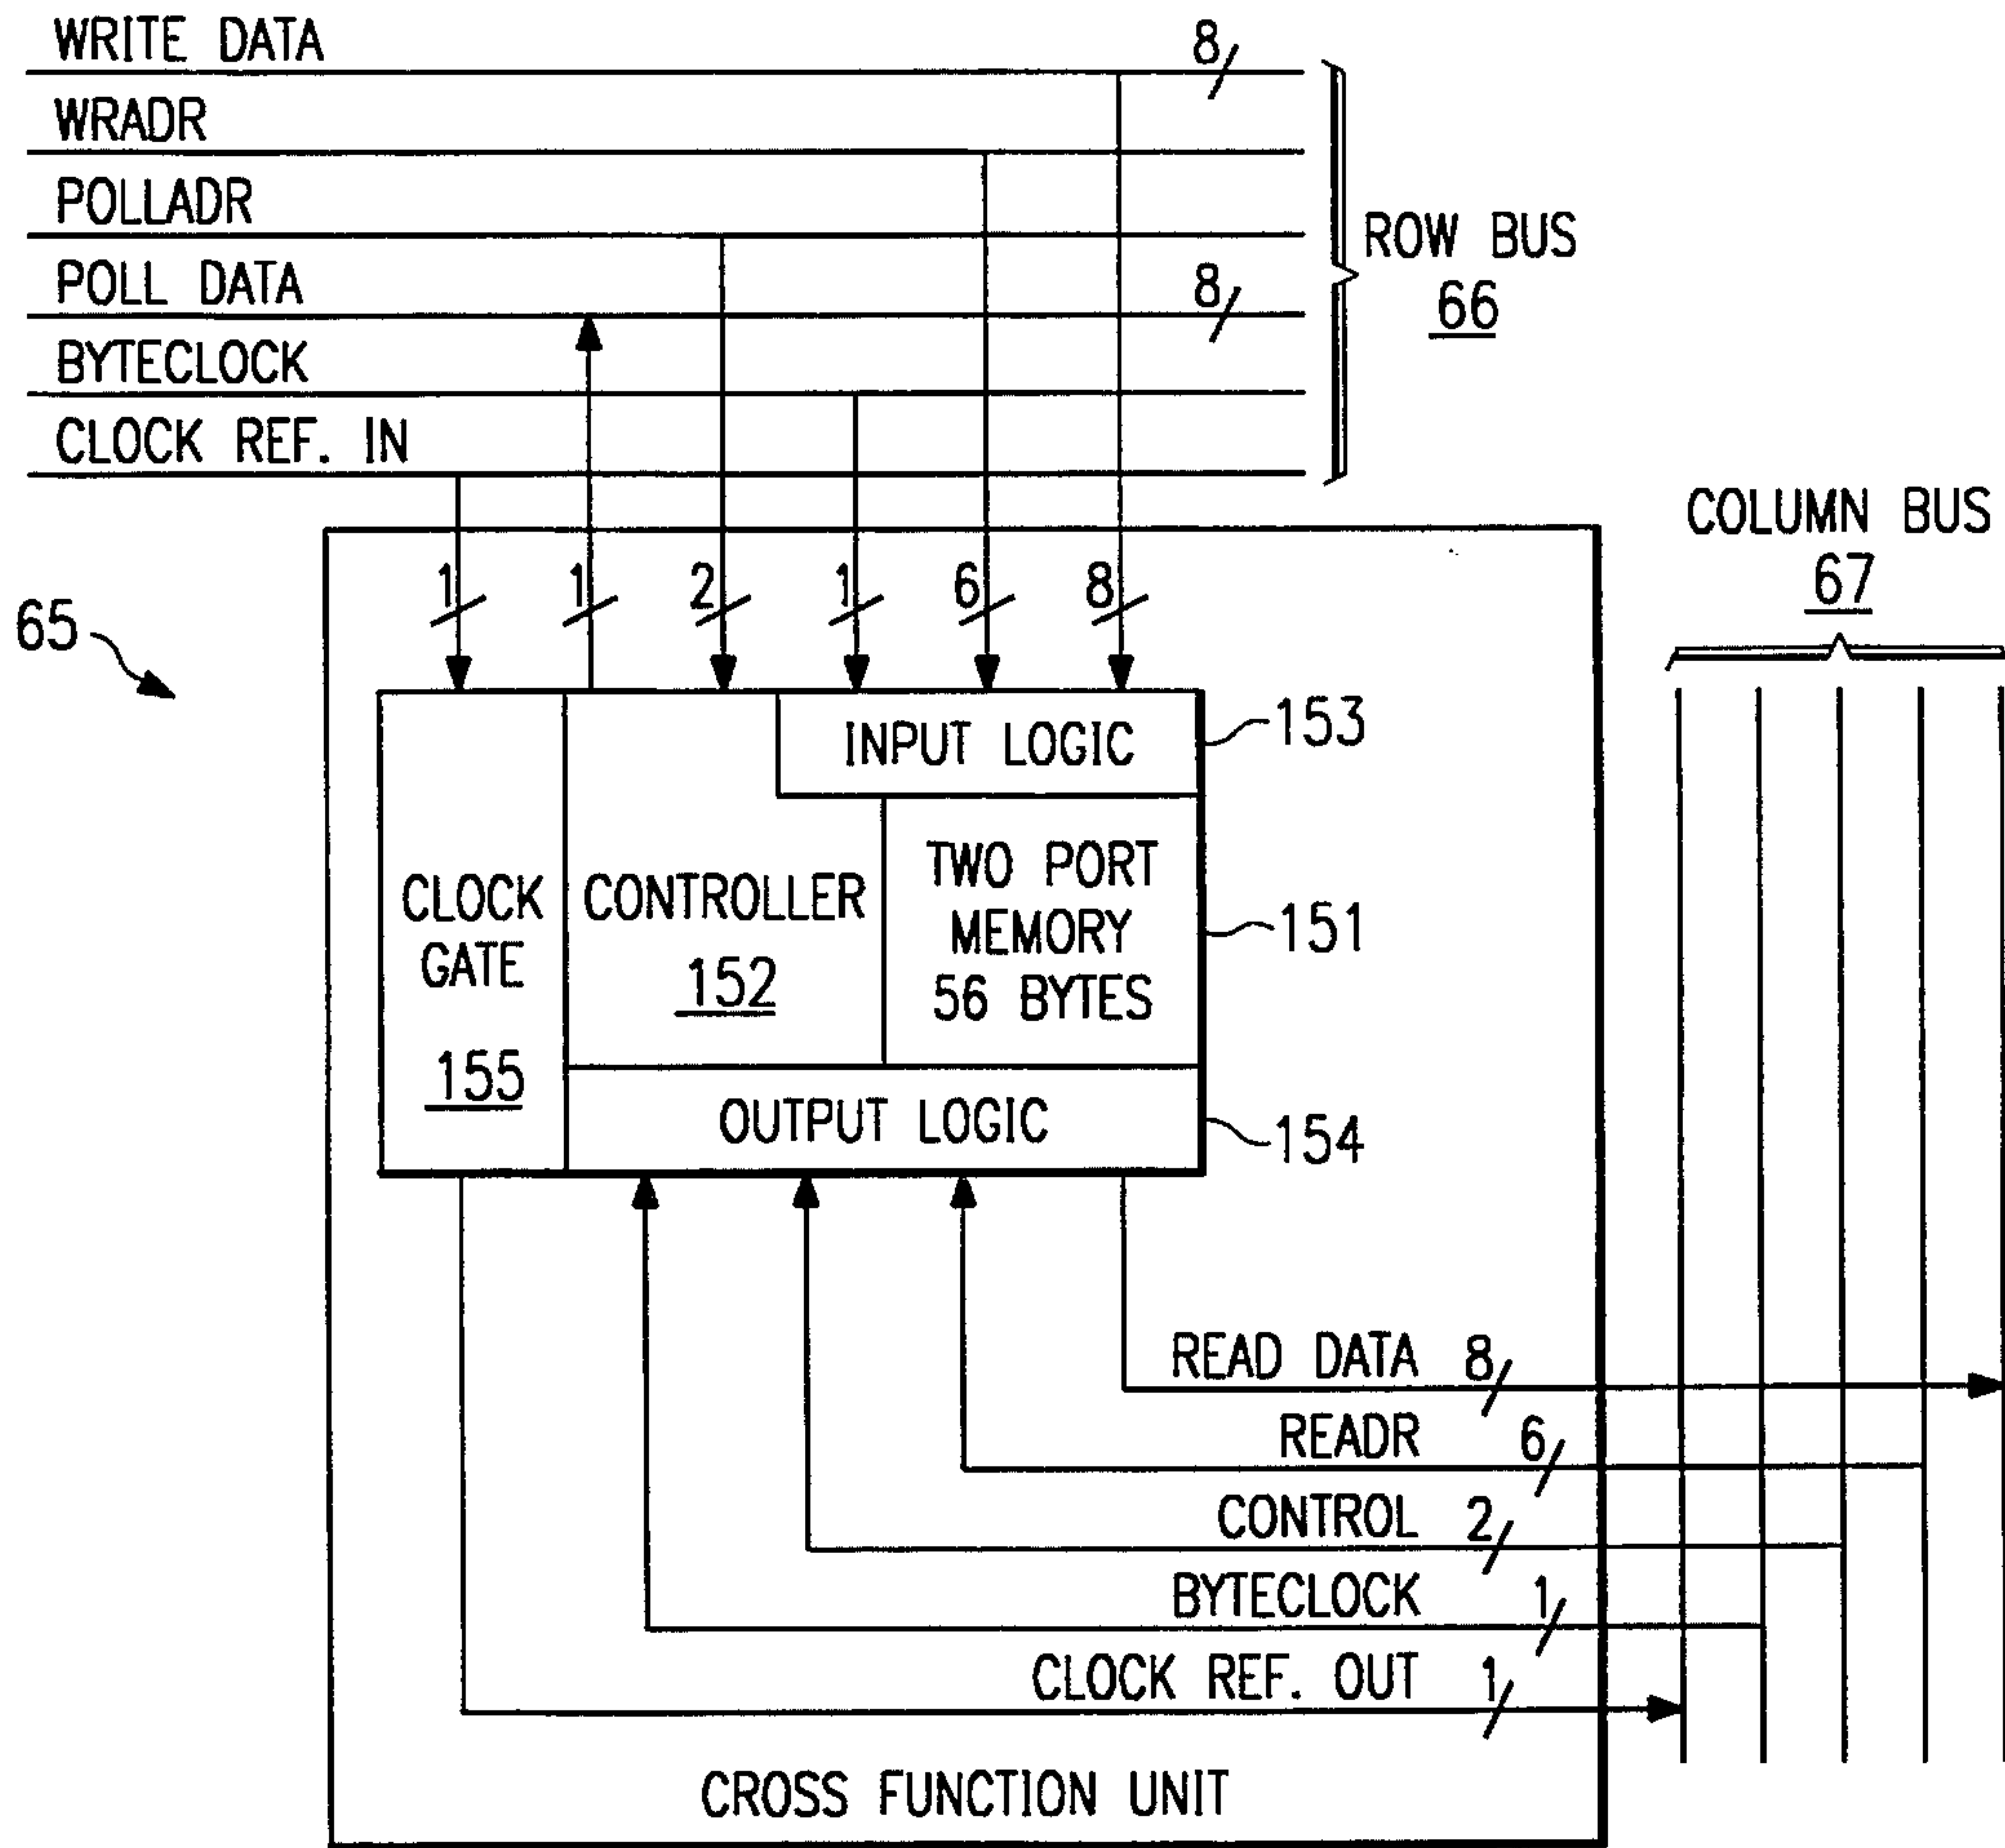 WRITE DATA 8
WRADR
POLLADR
POLL DATA 8
BYTECLOCK
CLOCK REF. IN
ROW BUS
66
COLUMN BUS
67
65
1 1 2 1 6 8
INPUT LOGIC
153
CLOCK
GATE
155
CONTROLLER
152
TWO PORT
MEMORY
56 BYTES
151
OUTPUT LOGIC
154
READ DATA 8
READR 6
CONTROL 2
BYTECLOCK 1
CLOCK REF. OUT 1
CROSS FUNCTION UNIT